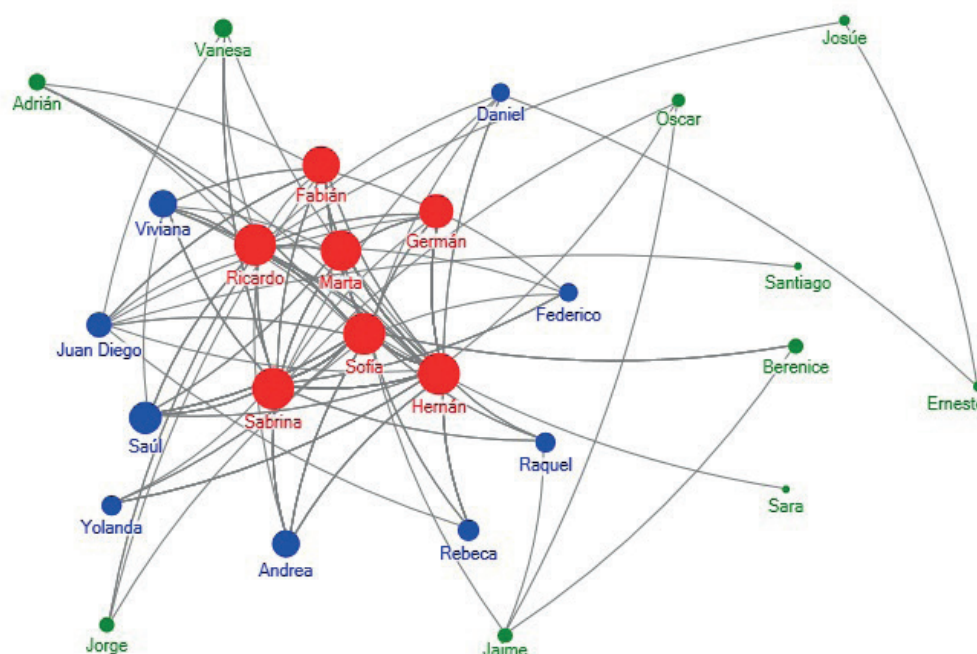 Vanesa
Josúe
Adrián
Daniel
Oscar
Fabián
Viviana
Germán
Ricardo
Marta
Santiago
Federico
Juan Diego
Sofía
Berenice
Hernán
Ernesto
Sabrina
Saúl
Raquel
Sara
Yolanda
Rebeca
Andrea
Jorge
Jaime